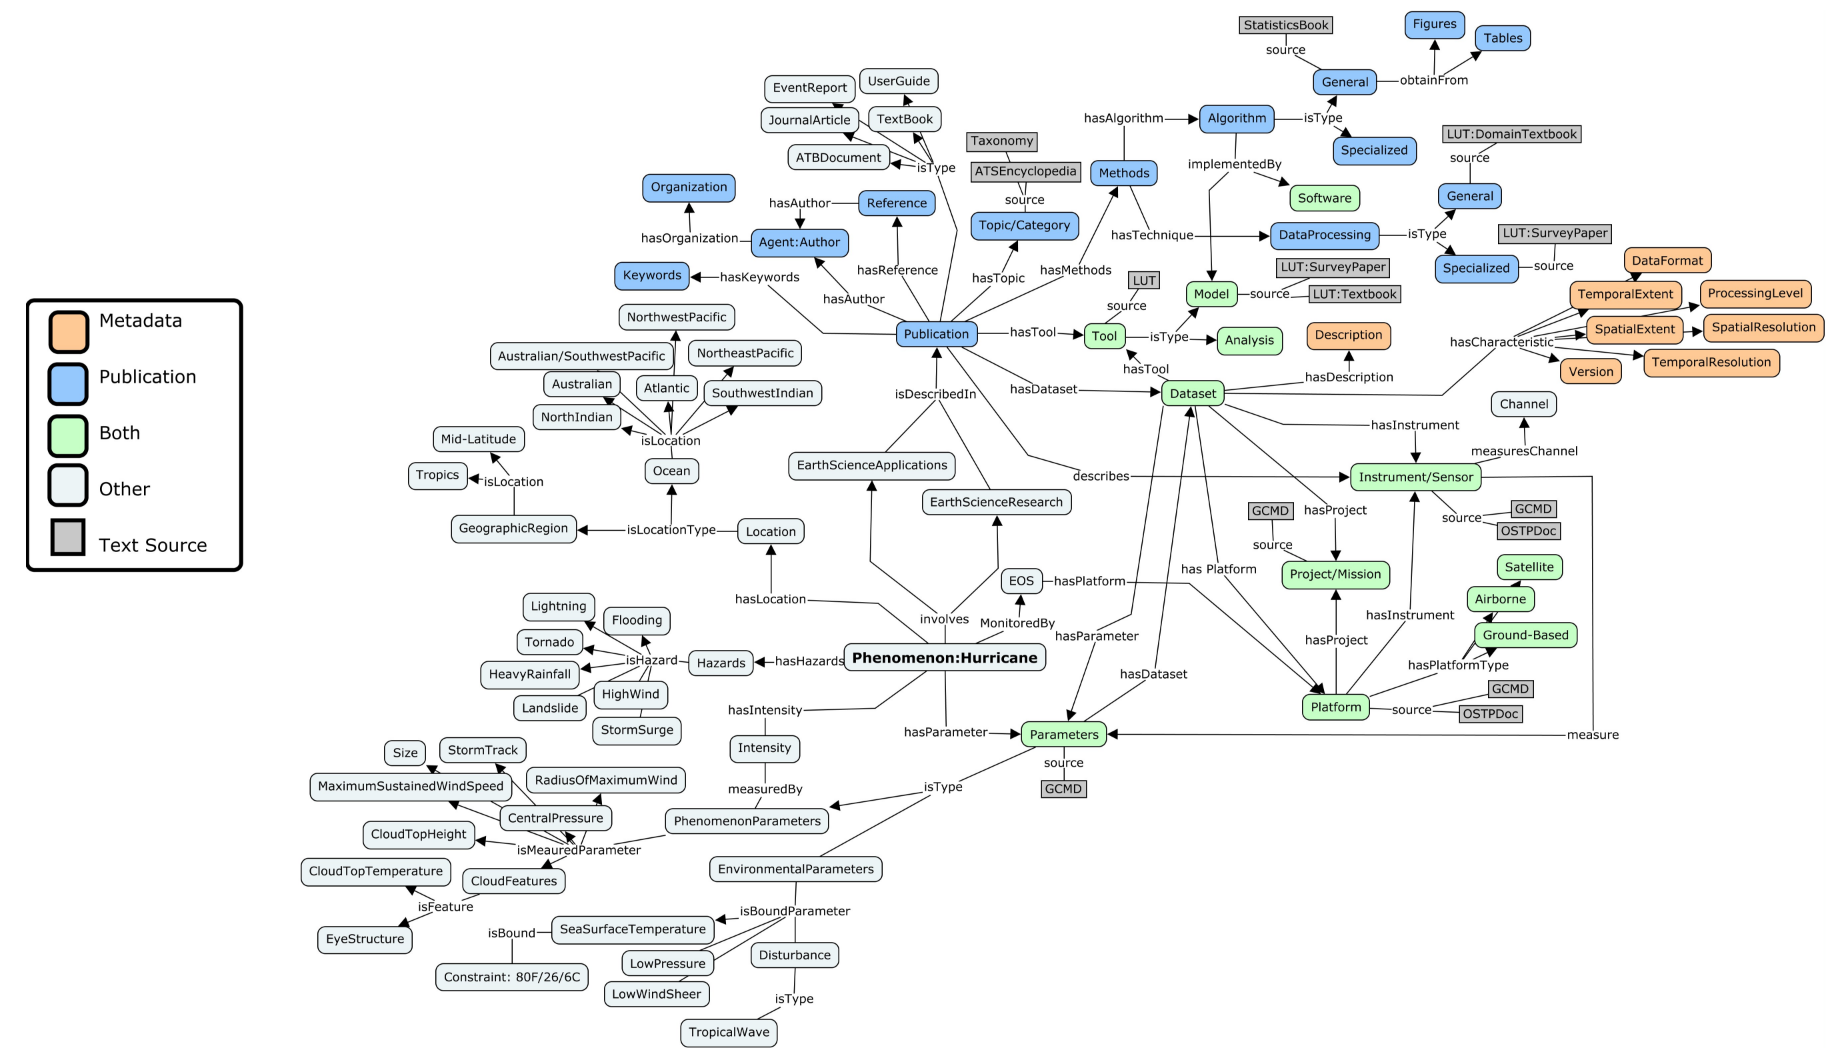 Metadata
Publication
Both
Other
Text Source
StatisticsBook
source
Figures
Tables
General
obtainFrom
EventReport
UserGuide
JournalArticle
TextBook
ATBDocument
isType
Taxonomy
ATSEncyclopedia
source
Topic/Category
hasAlgorithm
Algorithm
isType
Specialized
implementedBy
Software
Methods
LUT:DomainTextbook
source
General
hasTechnique
DataProcessing
isType
Specialized
LUT:SurveyPaper
source
Organization
hasAuthor
Reference
hasOrganization
Agent:Author
Keywords
hasKeywords
hasReference
hasTopic
hasMethods
hasAuthor
LUT
source
Model
source
LUT:SurveyPaper
LUT:Textbook
DataFormat
TemporalExtent
ProcessingLevel
SpatialExtent
SpatialResolution
hasCharacteristic
TemporalResolution
Version
Description
hasDescription
Publication
hasTool
Tool
isType
Analysis
hasTool
hasDataset
Dataset
isDescribedIn
NorthwestPacific
Australian/SouthwestPacific
NortheastPacific
Australian
Atlantic
SouthwestIndian
NorthIndian
isLocation
Mid-Latitude
Tropics
isLocation
Ocean
GeographicRegion
isLocationType
Location
hasLocation
EarthScienceApplications
EarthScienceResearch
describes
Channel
measuresChannel
hasInstrument
Instrument/Sensor
source
GCMD
OSTPDoc
GCMD
source
hasProject
Project/Mission
has Platform
Satellite
Airborne
Ground-Based
hasInstrument
hasPlatformType
hasProject
Platform
source
GCMD
OSTPDoc
EOS
hasPlatform
MonitoredBy
involves
Phenomenon:Hurricane
hasParameter
hasDataset
Lightning
Flooding
Tornado
isHazard
Hazards
hasHazards
HeavyRainfall
HighWind
Landslide
StormSurge
hasIntensity
Intensity
measuredBy
hasParameter
Parameters
measure
source
GCMD
isType
PhenomenonParameters
Size
StormTrack
MaximumSustainedWindSpeed
RadiusOfMaximumWind
CentralPressure
CloudTopHeight
isMeauredParameter
CloudTopTemperature
CloudFeatures
isFeature
EyeStructure
EnvironmentalParameters
isBoundParameter
isBound
SeaSurfaceTemperature
Constraint: 80F/26/6C
LowPressure
LowWindSheer
Disturbance
isType
TropicalWave